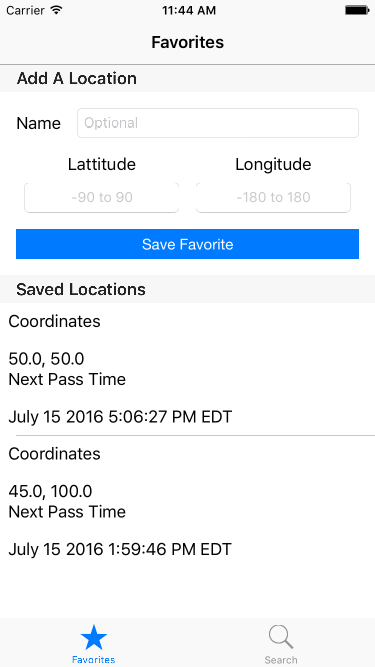 Carrier 11:44 AM
Favorites
Add A Location
Name Optional
Lattitude Longitude
-90 to 90 -180 to 180
Save Favorite
Saved Locations
Coordinates
50.0, 50.0
Next Pass Time
July 15 2016 5:06:27 PM EDT
Coordinates
45.0, 100.0
Next Pass Time
July 15 2016 1:59:46 PM EDT
Favorites Search